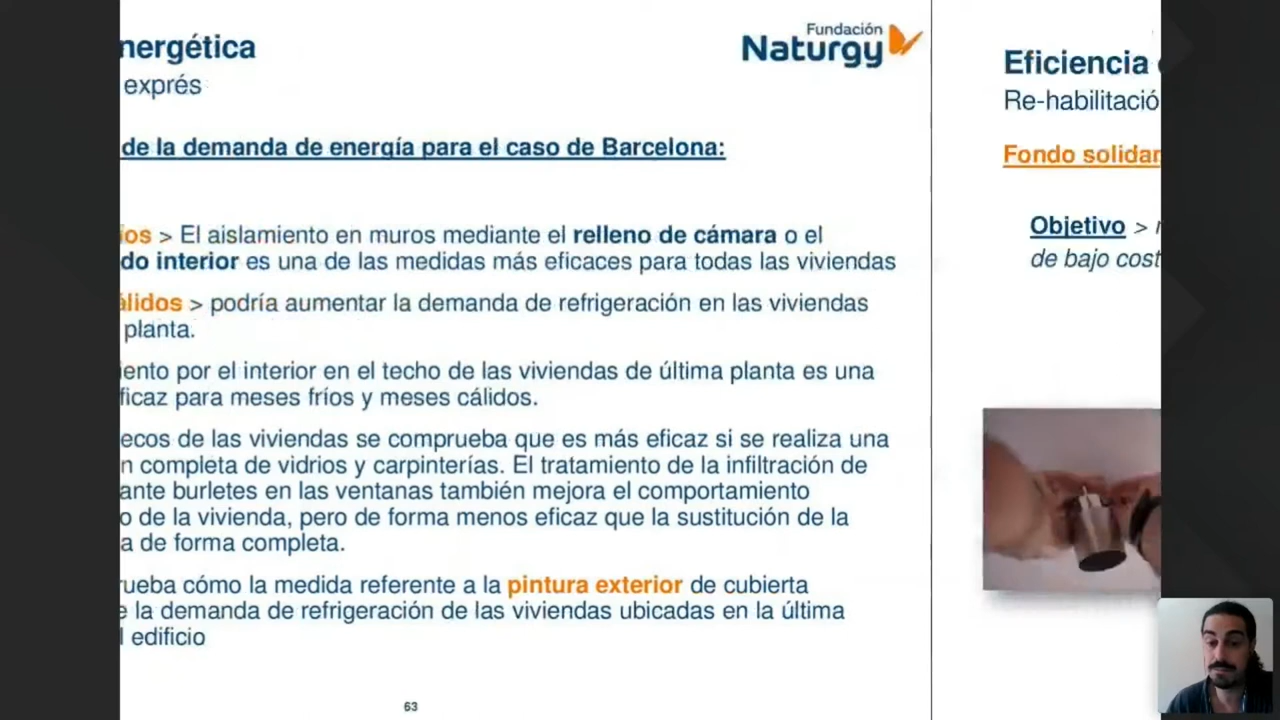 nergética
exprés
Fundación
Naturgy
de la demanda de energía para el caso de Barcelona:
ios > El aislamiento en muros mediante el relleno de cámara o el
do interior es una de las medidas más eficaces para todas las viviendas
álidos > podría aumentar la demanda de refrigeración en las viviendas
planta.
iento por el interior en el techo de las viviendas de última planta es una
ficaz para meses fríos y meses cálidos.
ecos de las viviendas se comprueba que es más eficaz si se realiza una
n completa de vidrios y carpinterías. El tratamiento de la infiltración de
ante burletes en las ventanas también mejora el comportamiento
o de la vivienda, pero de forma menos eficaz que la sustitución de la
a de forma completa.
rueba cómo la medida referente a la pintura exterior de cubierta
e la demanda de refrigeración de las viviendas ubicadas en la última
l edificio
63
Eficiencia
Re-habilitació
Fondo solidar
Objetivo >
de bajo cost